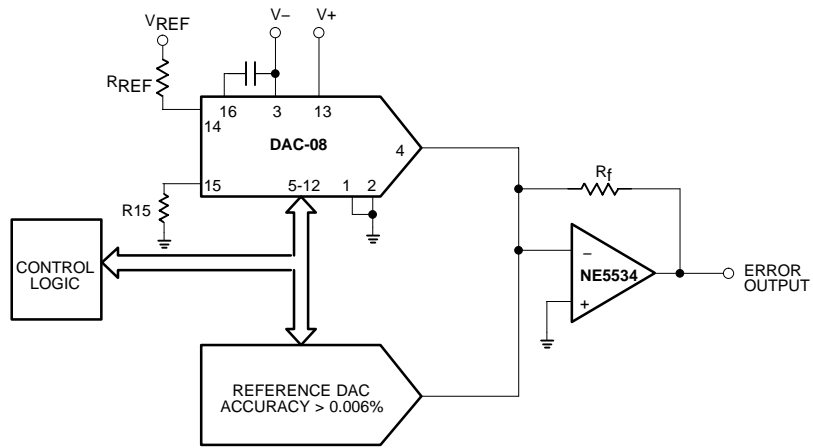 V– V+
VREF
RREF
16 3 13
14
DAC-08
4
15 5-12 1 2
R15
Rf
CONTROL
LOGIC
–
NE5534
+
ERROR
OUTPUT
REFERENCE DAC
ACCURACY > 0.006%